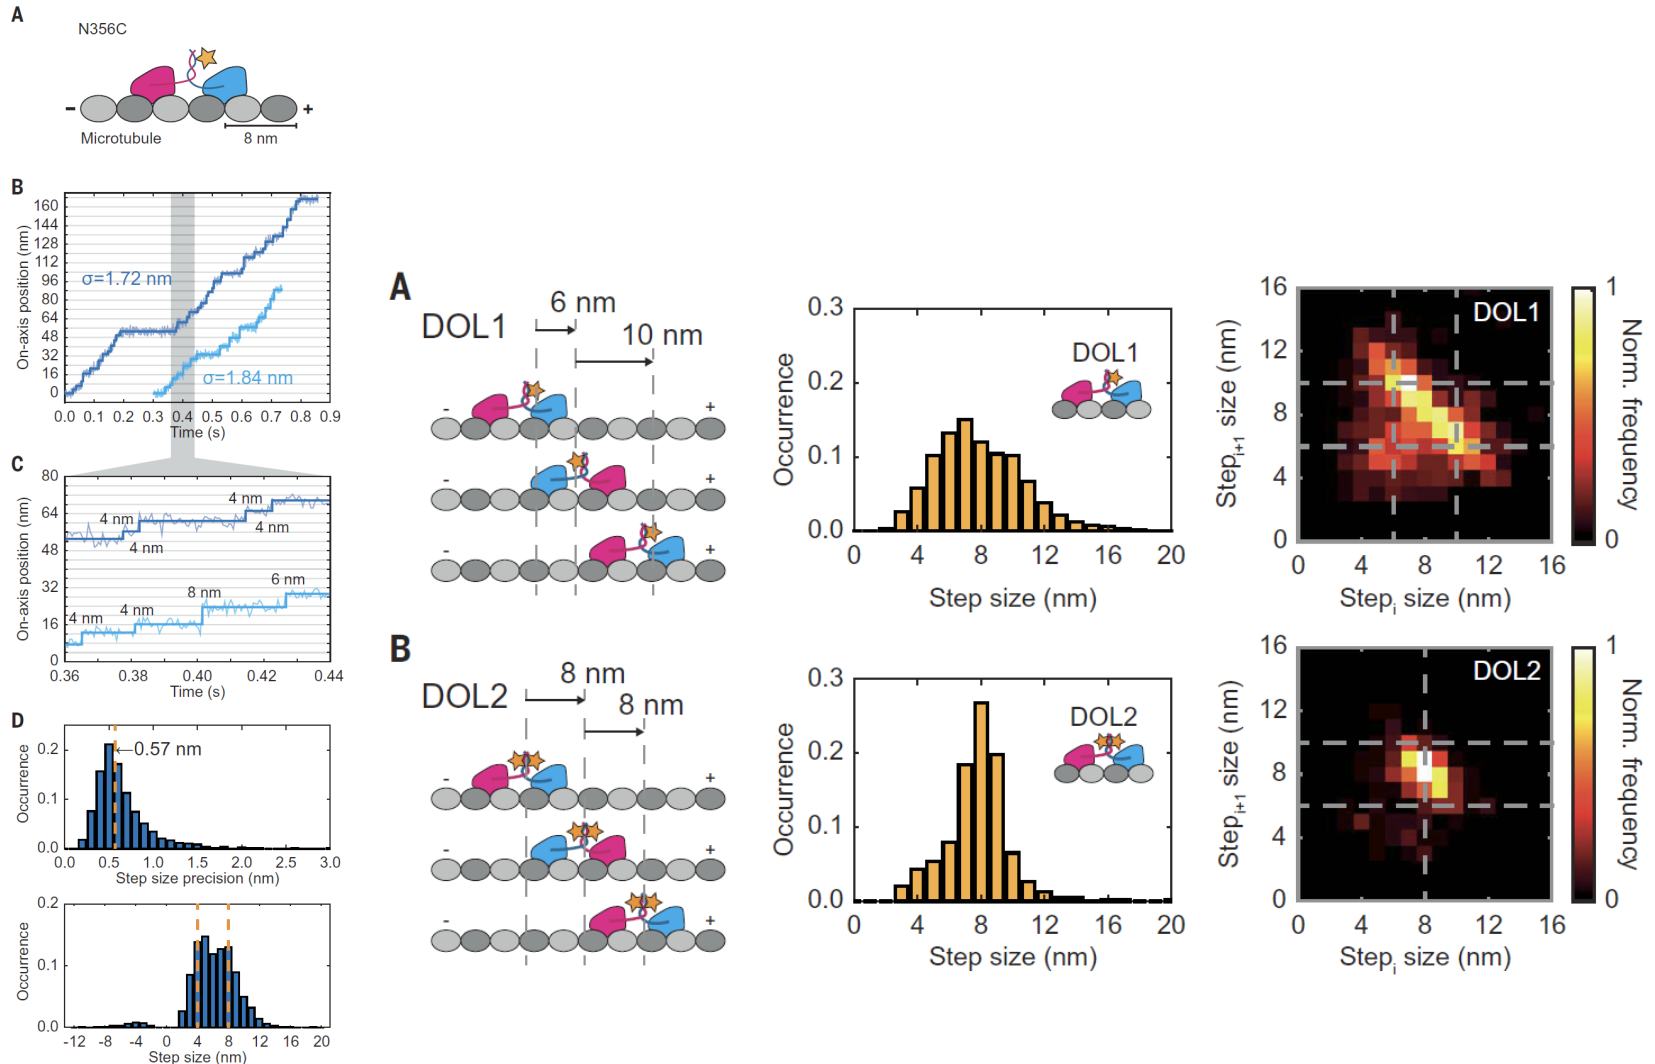 A
N356C
- +
Microtubule 8 nm
B
On-axis position (nm)
160
144
128
112
96
80
64
48
32
16
0
σ=1.72 nm
σ=1.84 nm
0.0 0.1 0.2 0.3 0.4 0.5 0.6 0.7 0.8 0.9
Time (s)
C
On-axis position (nm)
80
64
48
32
16
0
4 nm
4 nm
4 nm
4 nm
4 nm
4 nm
8 nm
6 nm
0.36 0.38 0.40 0.42 0.44
Time (s)
D
Occurrence
0.2
0.1
0.0
←0.57 nm
0.0 0.5 1.0 1.5 2.0 2.5 3.0
Step size precision (nm)
Occurrence
0.2
0.1
0.0
-12 -8 -4 0 4 8 12 16 20
Step size (nm)
A
DOL1
6 nm
10 nm
- +
- +
- +
Occurrence
0.3
0.2
0.1
0.0
DOL1
0 4 8 12 16 20
Step size (nm)
Stepi+1 size (nm)
16
12
8
4
0
DOL1
0 4 8 12 16
Stepi size (nm)
1
0
Norm. frequency
B
DOL2
8 nm
8 nm
- +
- +
- +
Occurrence
0.3
0.2
0.1
0.0
DOL2
0 4 8 12 16 20
Step size (nm)
Stepi+1 size (nm)
16
12
8
4
0
DOL2
0 4 8 12 16
Stepi size (nm)
1
0
Norm. frequency